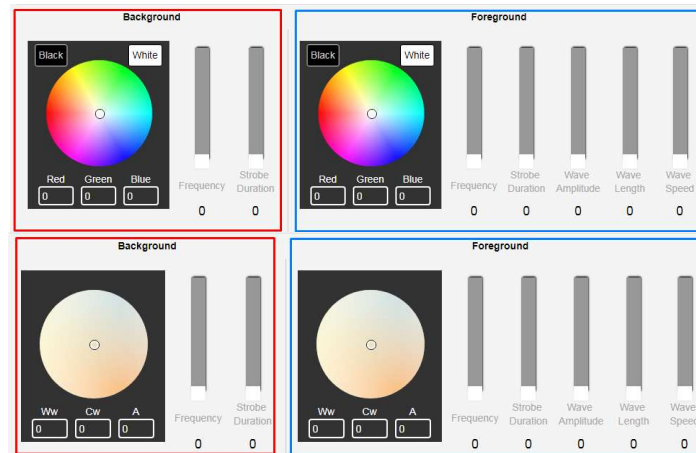 Background
Foreground
Black White
Black White
Red Green Blue
0 0 0
Frequency
Strobe
Duration
0 0
Red Green Blue
0 0 0
Frequency
Strobe
Duration
Wave
Amplitude
Wave
Length
Wave
Speed
0 0 0 0 0
Background
Foreground
Ww Cw A
0 0 0
Frequency
Strobe
Duration
0 0
Ww Cw A
0 0 0
Frequency
Strobe
Duration
Wave
Amplitude
Wave
Length
Wave
Speed
0 0 0 0 0